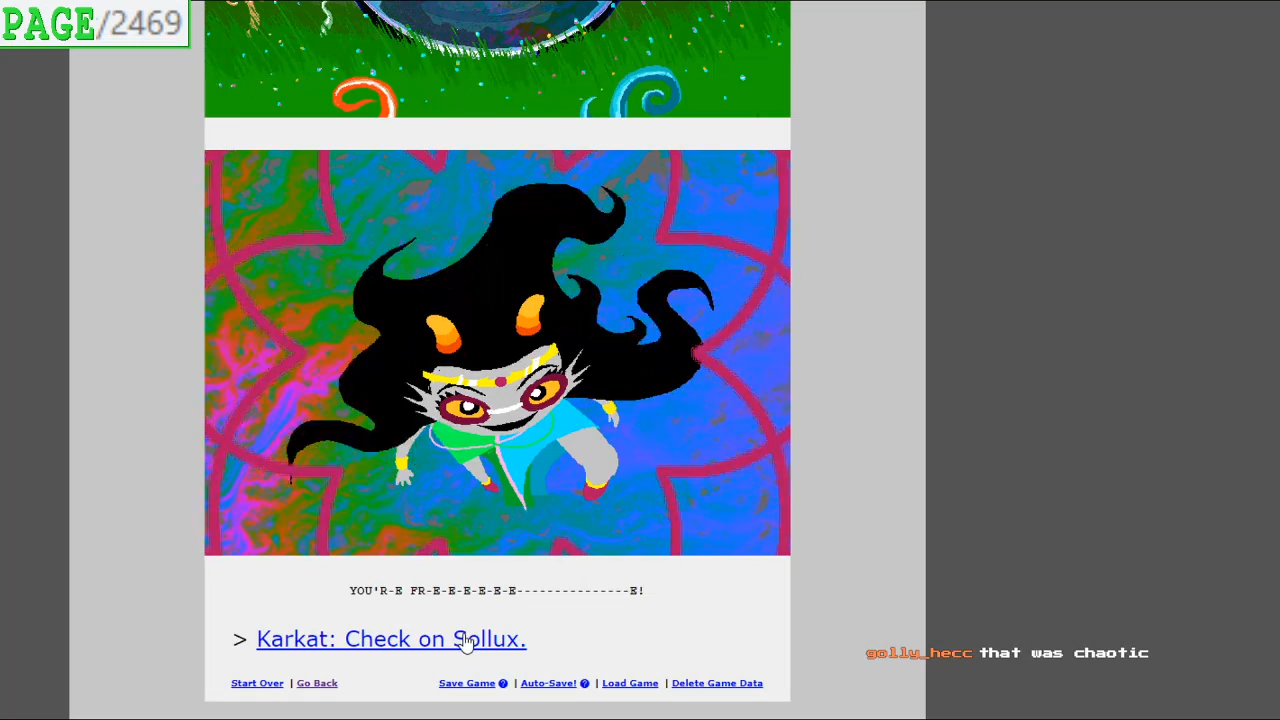 PAGE/2469
YOU'R-E FR-E-E-E-E-E-E---------------E!
> Karkat: Check on Sollux.
Start Over | Go Back
Save Game ? | Auto-Save! ? | Load Game | Delete Game Data
golly_hecc that was chaotic